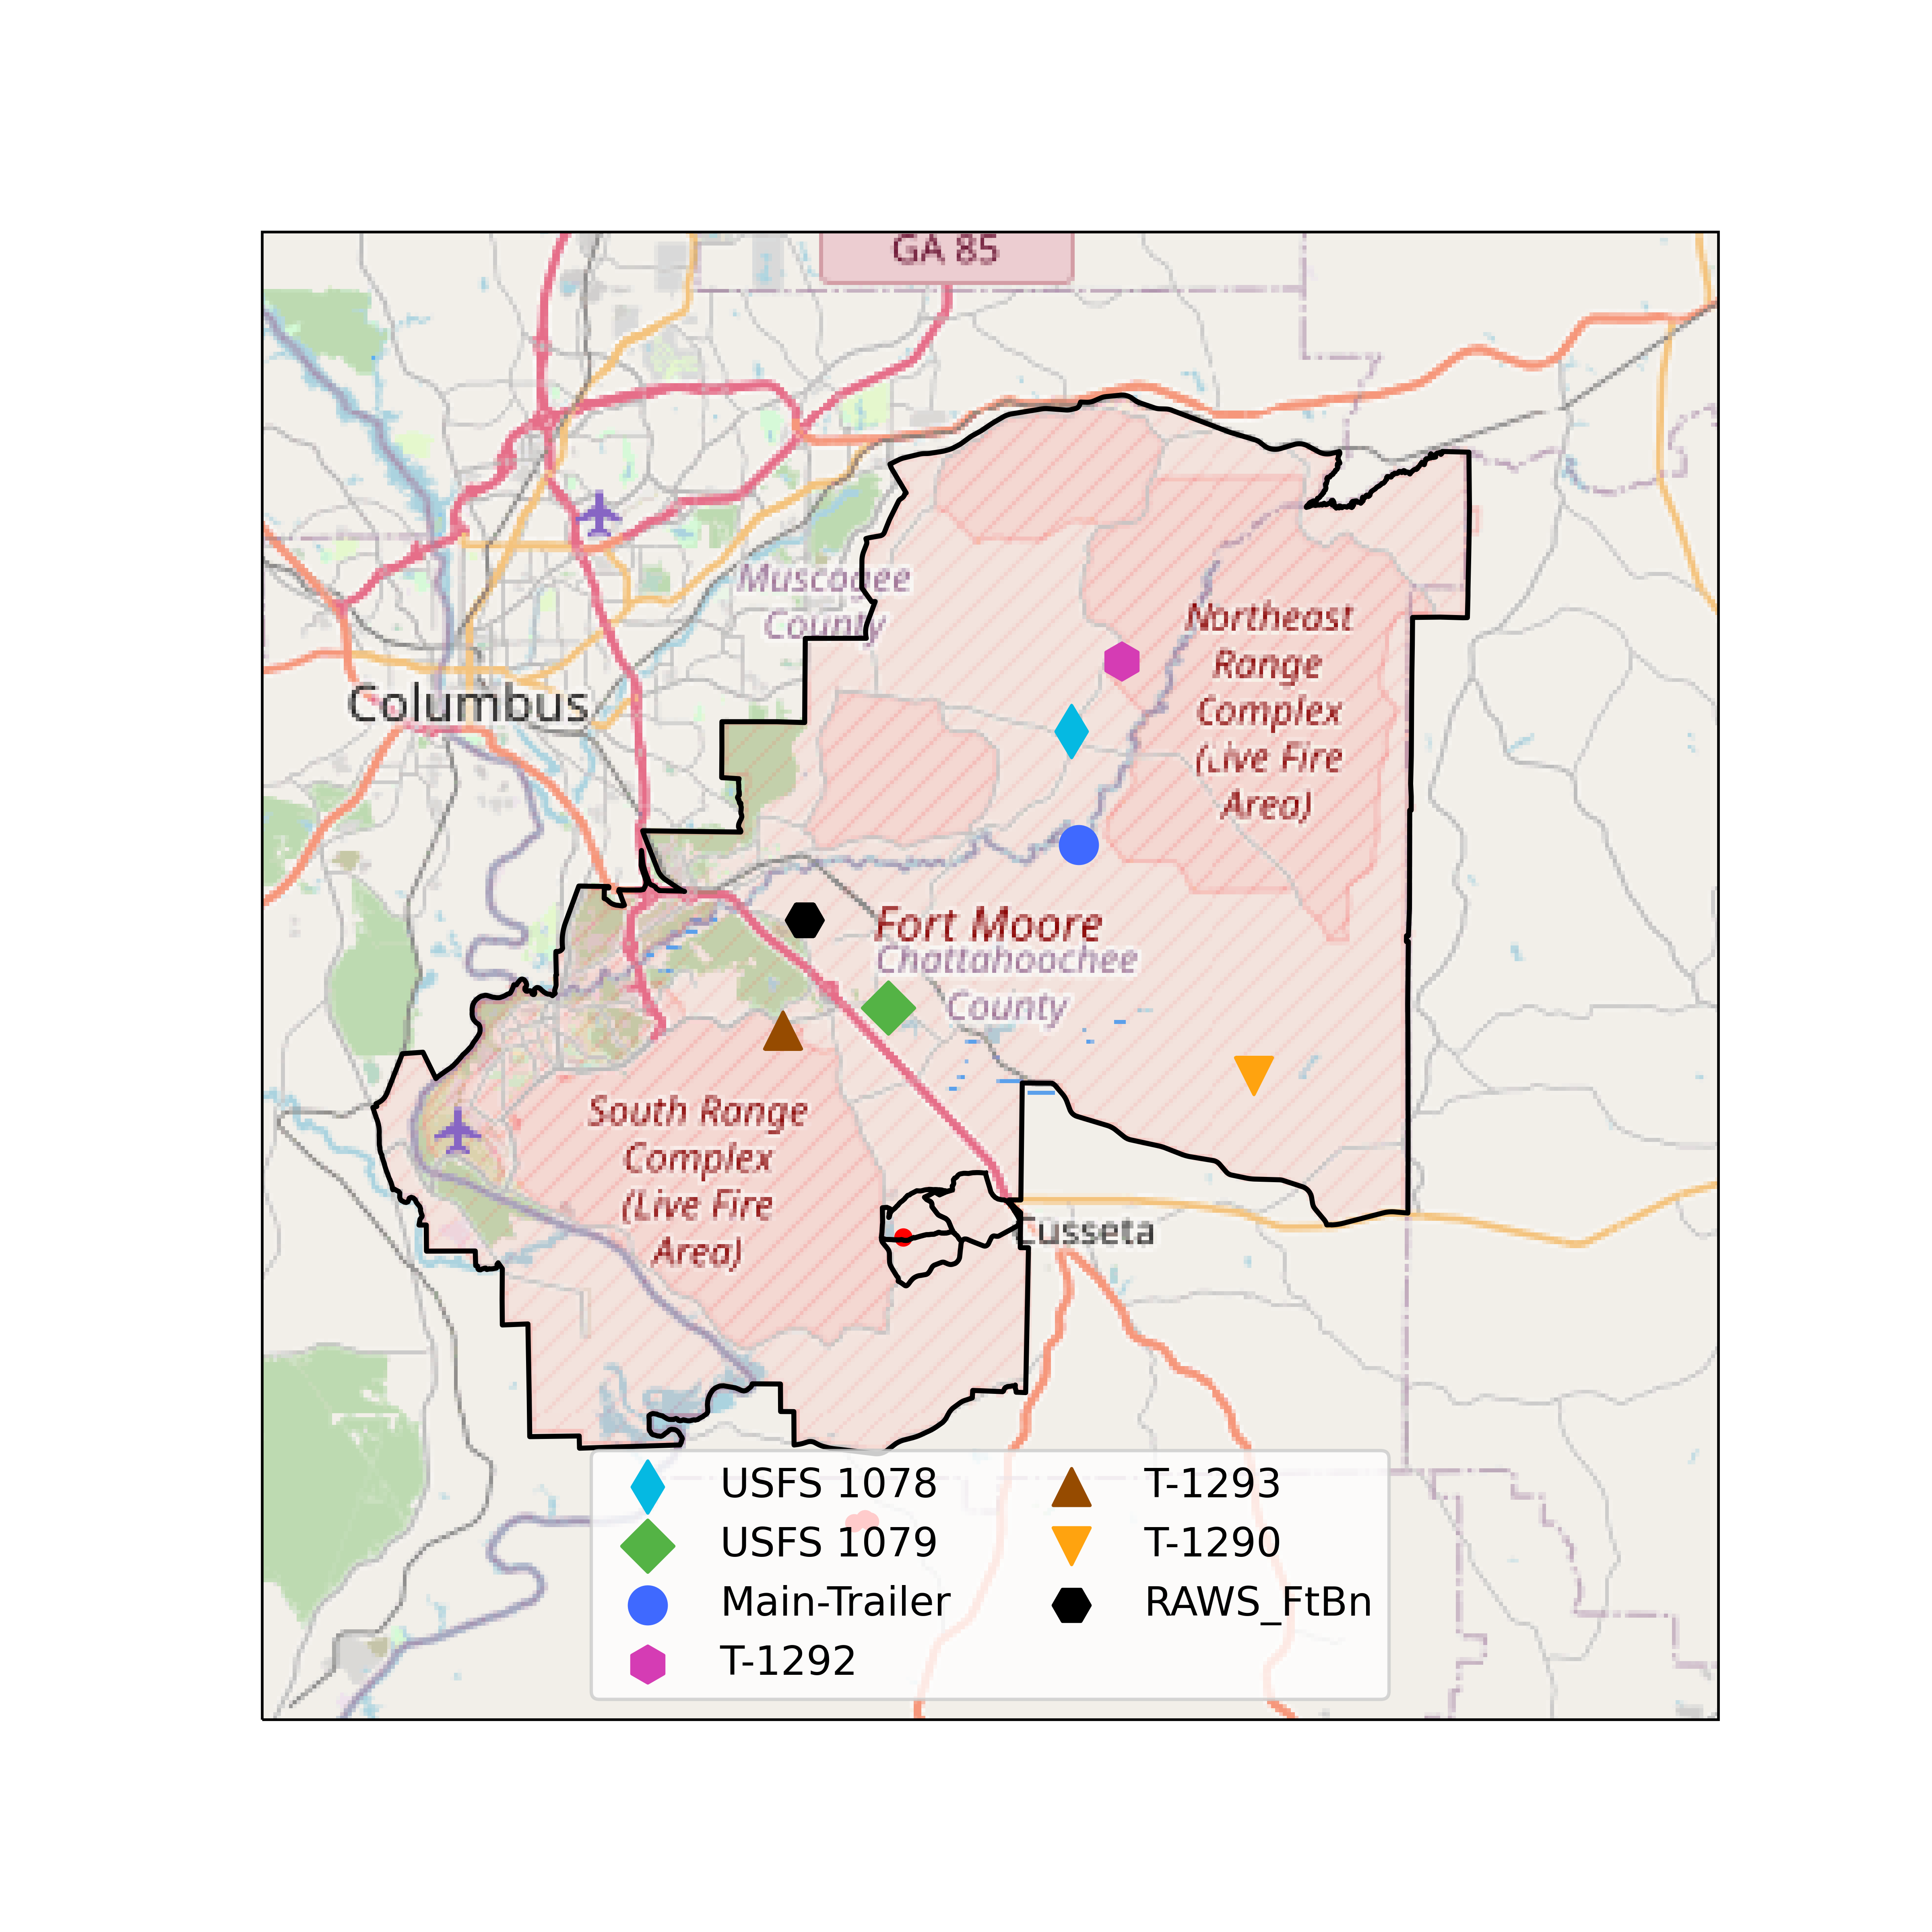 GA 85
Muscogee
County
Northeast
Range
Complex
(Live Fire
Area)
Columbus
Fort Moore
Chattahoochee
County
South Range
Complex
(Live Fire
Area)
Cusseta
USFS 1078
USFS 1079
Main-Trailer
T-1292
T-1293
T-1290
RAWS_FtBn